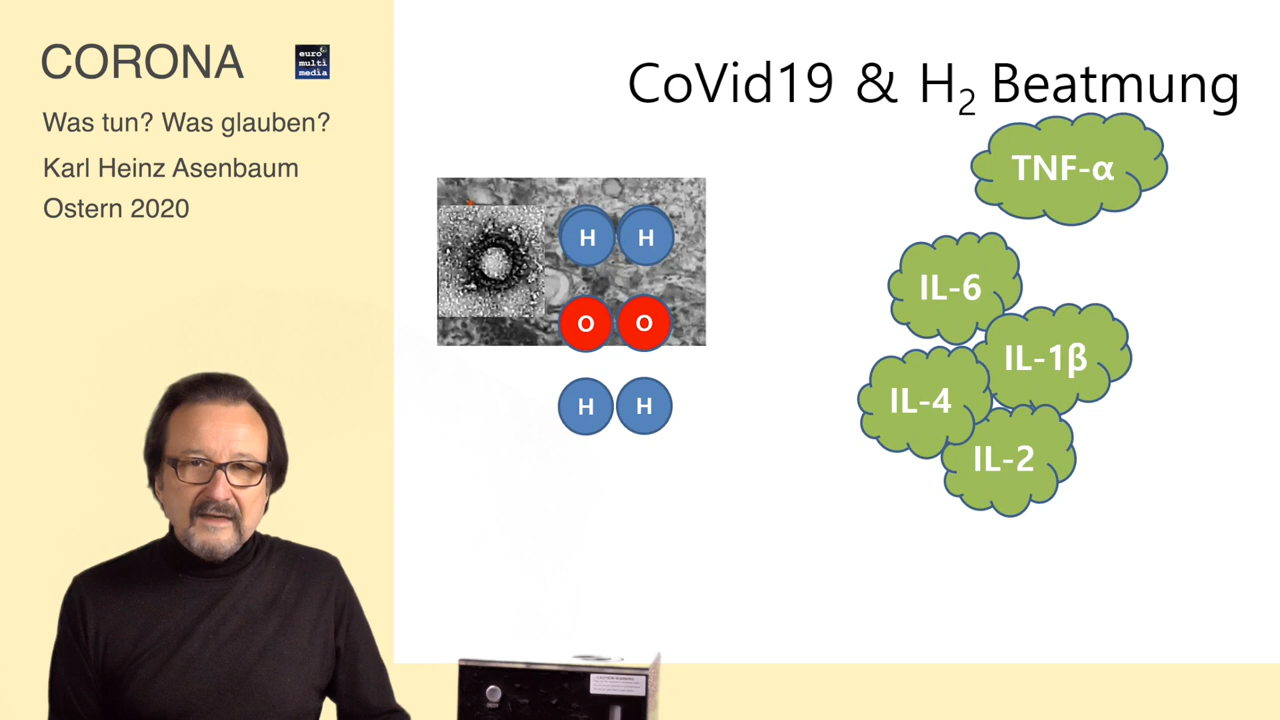 CORONA
euro
multi
media
Was tun? Was glauben?
Karl Heinz Asenbaum
Ostern 2020
CoVid19 & H₂ Beatmung
TNF-α
H H
IL-6
O O
IL-1β
IL-4
H H
IL-2